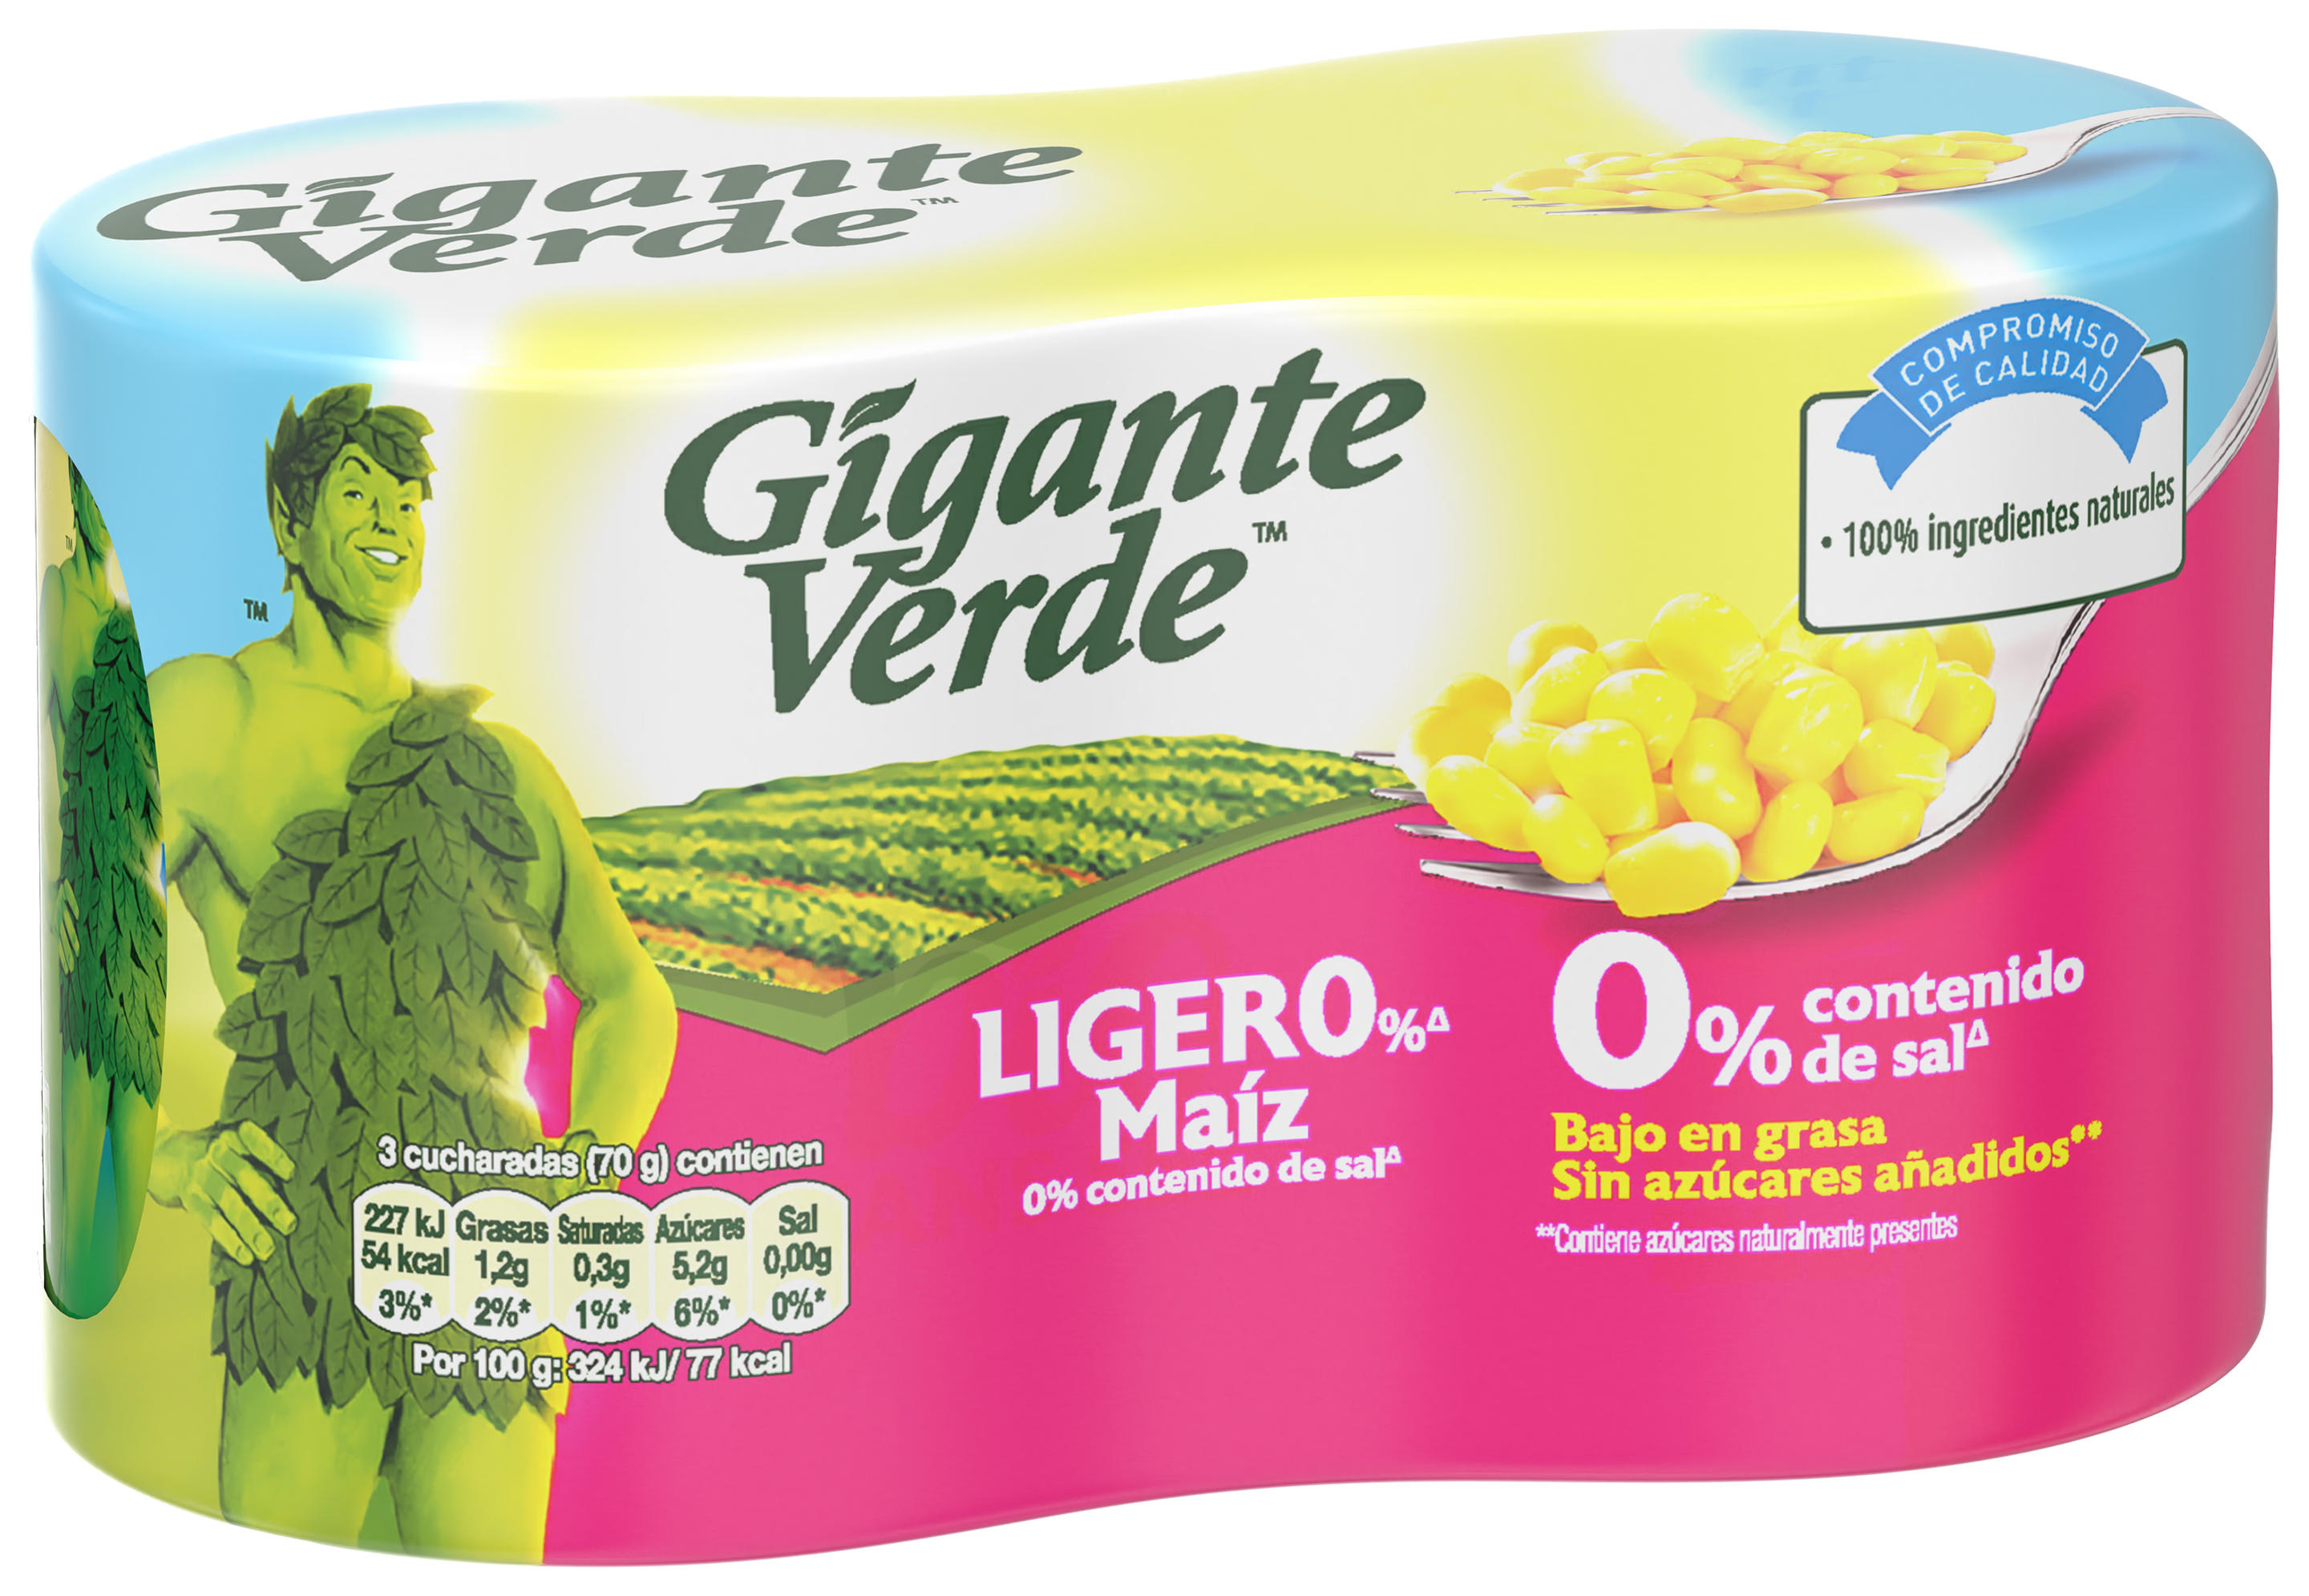 Gigante
Verde™
Gigante
Verde™
COMPROMISO
DE CALIDAD
• 100% ingredientes naturales
TM
TM
LIGERO%Δ
Maíz
0% contenido de salΔ
0% contenido
de salΔ
Bajo en grasa
Sin azúcares añadidos**
**Contiene azúcares naturalmente presentes
3 cucharadas (70 g) contienen
227 kJ Grasas Saturadas Azúcares Sal
54 kcal 1,2g 0,3g 5,2g 0,00g
3%* 2%* 1%* 6%* 0%*
Por 100 g: 324 kJ/ 77 kcal